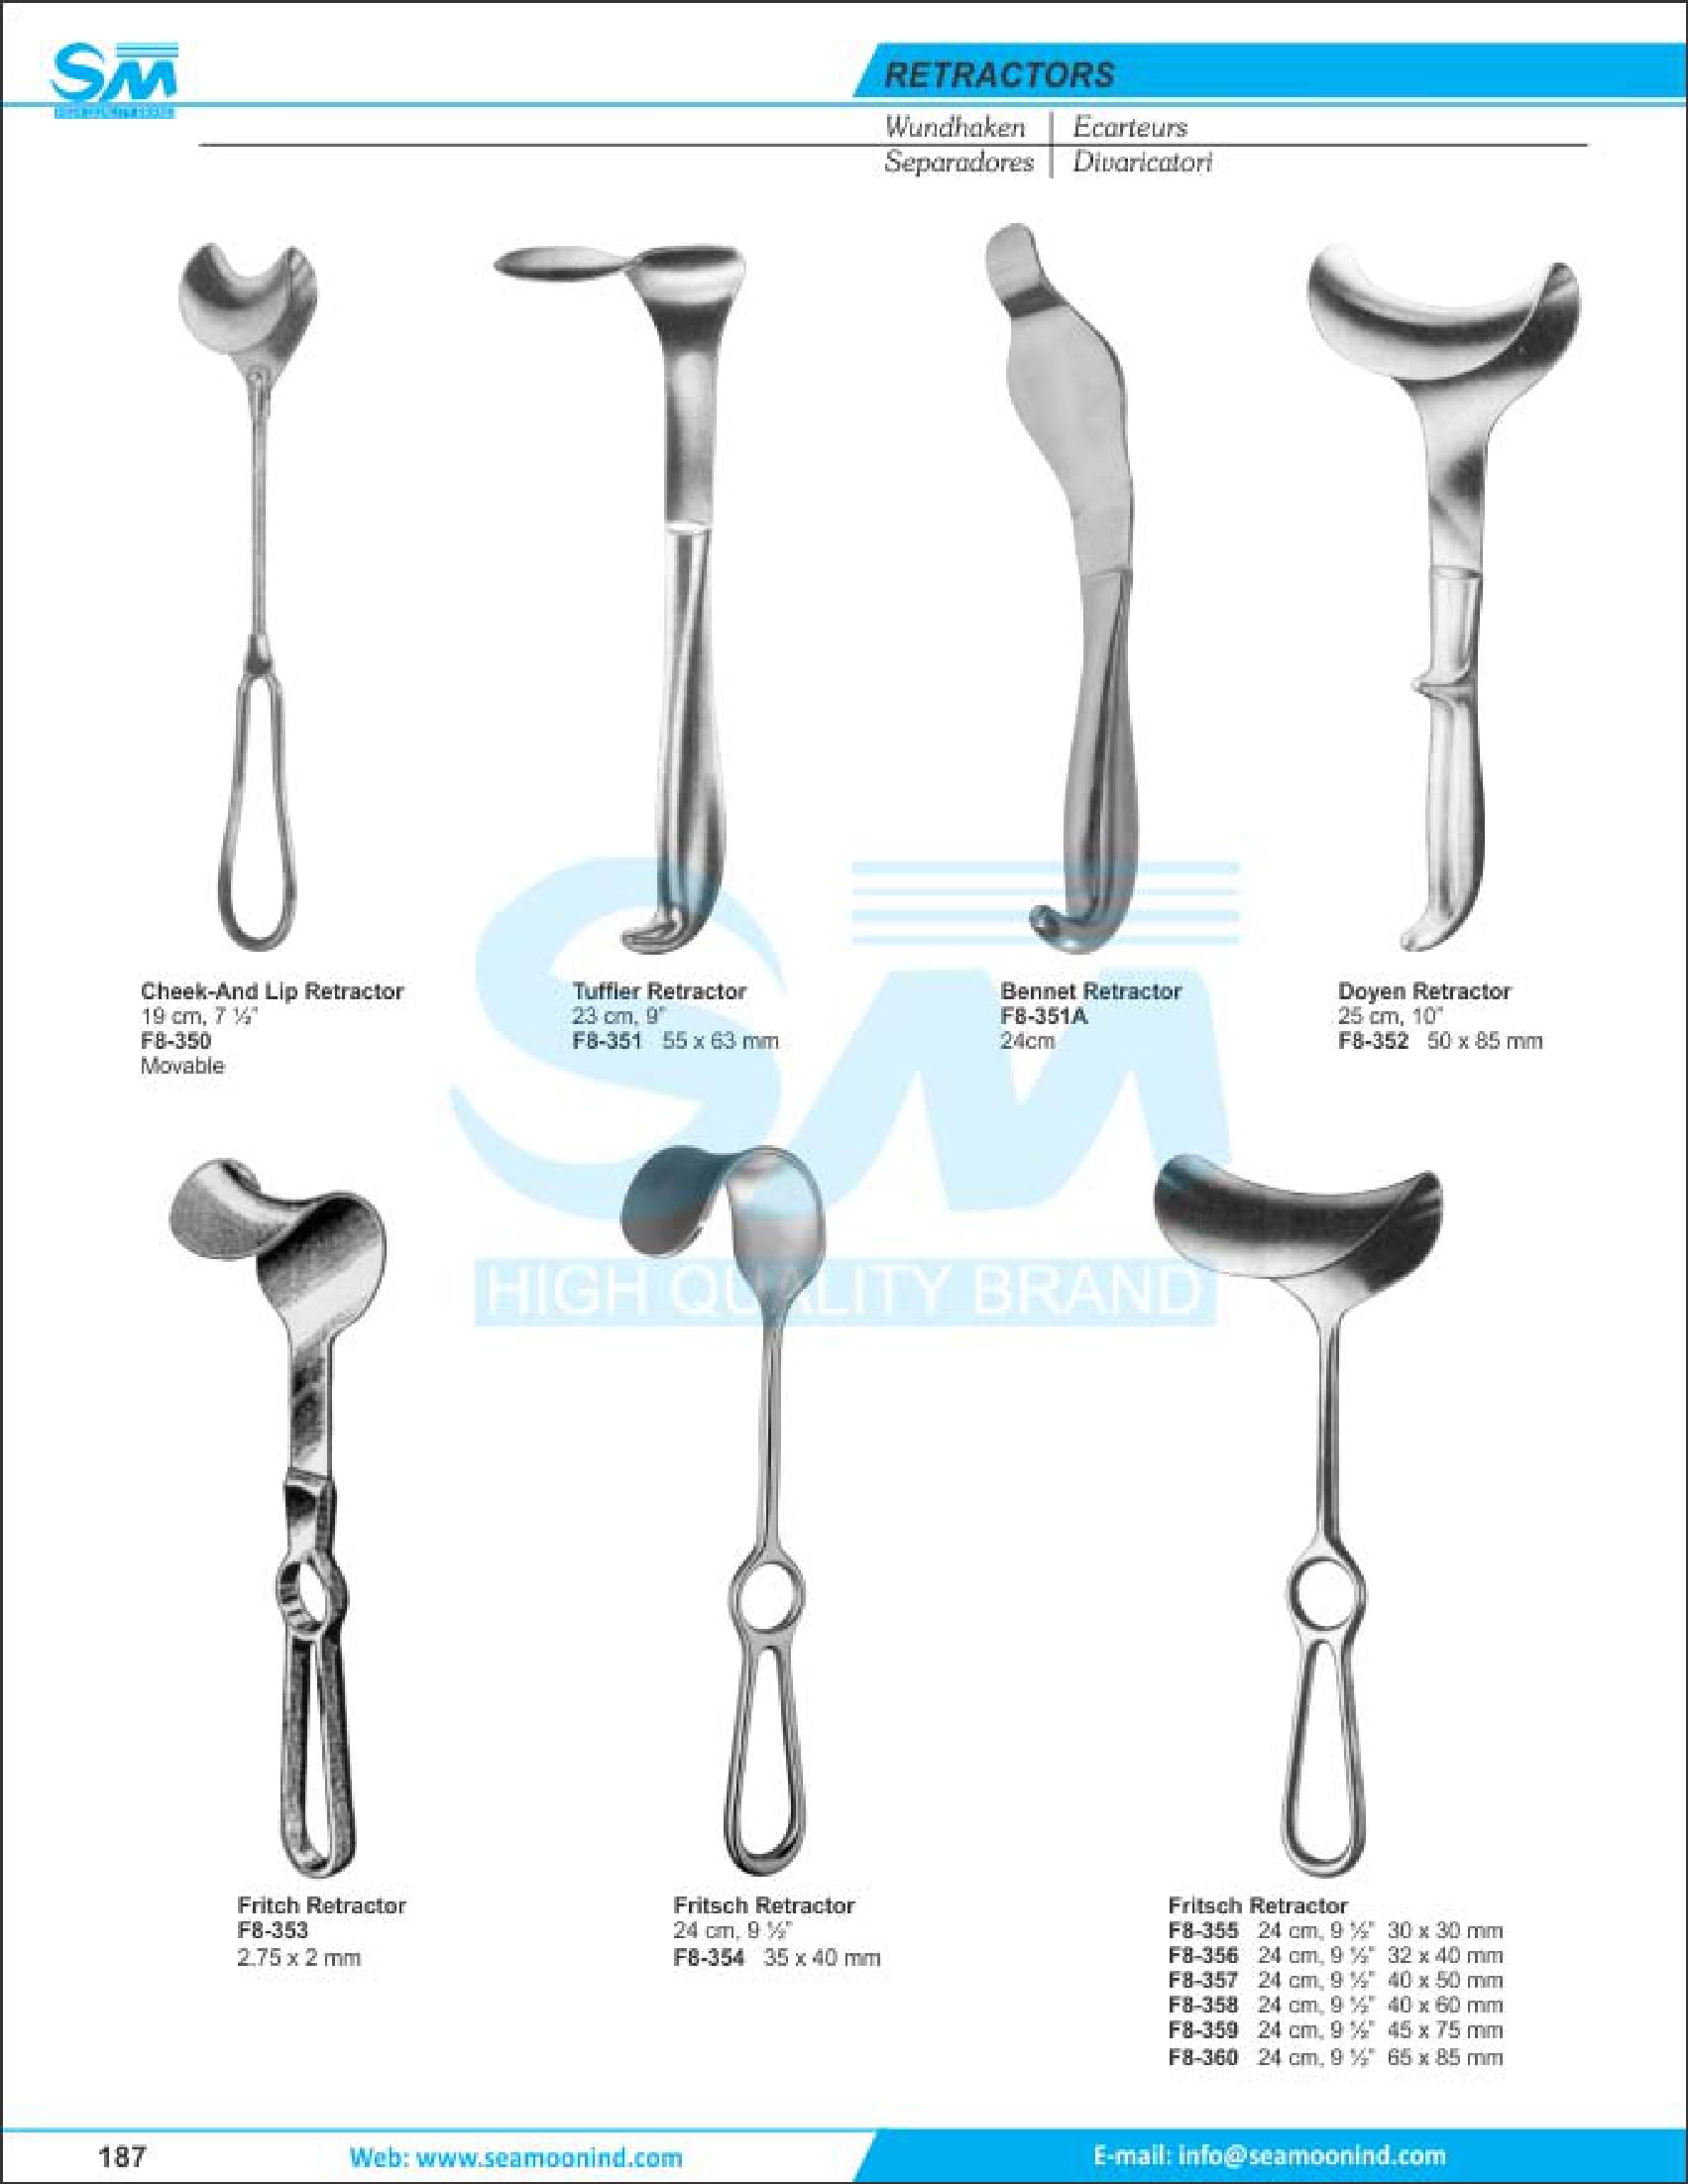 SM
RETRACTORS
Wundhaken
Ecarteurs
Separadores
Divaricatori
Cheek-And Lip Retractor
19 cm, 7 ½"
F8-350
Movable
Tuffier Retractor
23 cm, 9"
F8-351 55 x 63 mm
Bennet Retractor
F8-351A
24cm
Doyen Retractor
25 cm, 10"
F8-352 50 x 85 mm
SM
HIGH QUALITY BRAND
Fritch Retractor
F8-353
2.75 x 2 mm
Fritsch Retractor
24 cm, 9 ½"
F8-354 35 x 40 mm
Fritsch Retractor
F8-355 24 cm, 9 ½" 30 x 30 mm
F8-356 24 cm, 9 ½" 32 x 40 mm
F8-357 24 cm, 9 ½" 40 x 50 mm
F8-358 24 cm, 9 ½" 40 x 60 mm
F8-359 24 cm, 9 ½" 45 x 75 mm
F8-360 24 cm, 9 ½" 65 x 85 mm
187
Web: www.seamoonind.com
E-mail: info@seamoonind.com